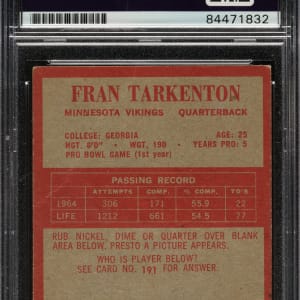 84471832
FRAN TARKENTON
MINNESOTA VIKINGS QUARTERBACK
COLLEGE: GEORGIA AGE: 25
HGT. 6'0" WGT. 190 YEARS PRO: 5
PRO BOWL GAME (1st year)
PASSING RECORD
ATTEMPTS COMP. % COMP. TD'S
1964 306 171 55.9 22
LIFE 1212 661 54.5 77
RUB NICKEL, DIME OR QUARTER OVER BLANK
AREA BELOW. PRESTO A PICTURE APPEARS.
WHO IS PLAYER BELOW?
SEE CARD NO. 191 FOR ANSWER.